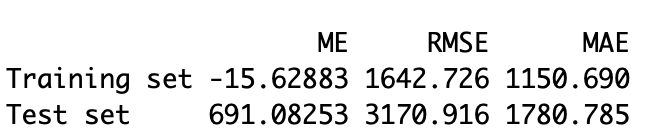 ME RMSE MAE
Training set -15.62883 1642.726 1150.690
Test set 691.08253 3170.916 1780.785